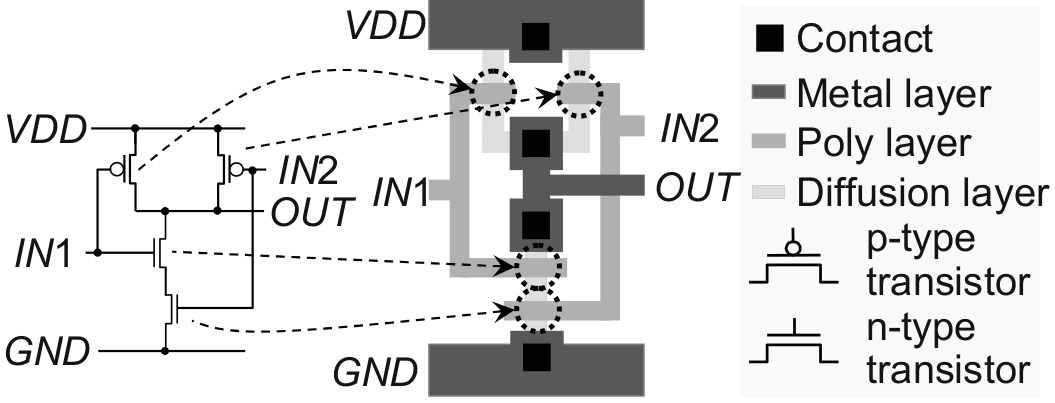 VDD
IN2
OUT
IN1
GND
VDD
IN2
IN1
OUT
GND
Contact
Metal layer
Poly layer
Diffusion layer
p-type
transistor
n-type
transistor